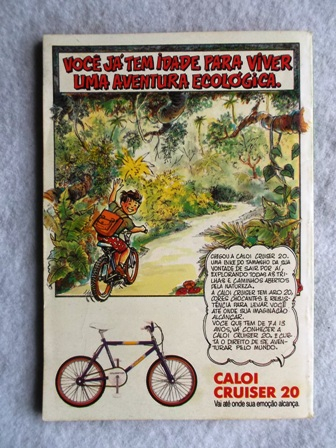 VOCÊ JÁ TEM IDADE PARA VIVER
UMA AVENTURA ECOLÓGICA.
CHEGOU A CALOI CRUISER 20.
UMA BIKE DO TAMANHO DA SUA
VONTADE DE SAIR POR AÍ,
EXPLORANDO TODAS AS TRI-
LHAS E CAMINHOS ABERTOS
PELA NATUREZA.
A CALOI CRUISER TEM ARO 20,
CORES CHOCANTES E RESIS-
TÊNCIA PARA LEVAR VOCÊ
ATÉ ONDE SUA IMAGINAÇÃO
ALCANÇAR.
VOCÊ QUE TEM DE 7 A 13
ANOS, VÁ CONHECER A
CALOI CRUISER 20. E CUR-
TA O DIREITO DE SE AVEN-
TURAR PELO MUNDO.
CALOI
CRUISER 20
Vai até onde sua emoção alcança.